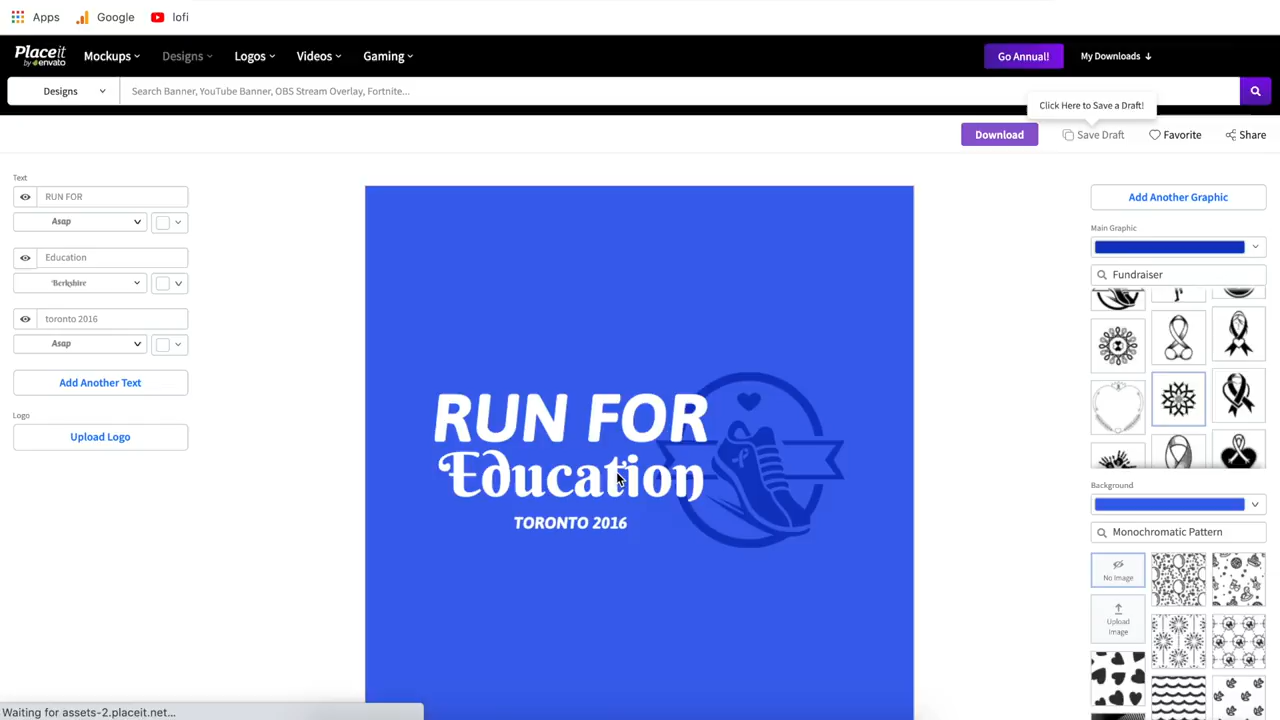 Apps
Google
lofi
Placeit
by envato
Mockups
Designs
Logos
Videos
Gaming
Go Annual!
My Downloads
Designs
Search Banner, YouTube Banner, OBS Stream Overlay, Fortnite...
Click Here to Save a Draft!
Download
Save Draft
Favorite
Share
Text
RUN FOR
Asap
Education
Berkshire
toronto 2016
Asap
Add Another Text
Logo
Upload Logo
RUN FOR
Education
TORONTO 2016
Add Another Graphic
Main Graphic
Fundraiser
Background
Monochromatic Pattern
No Image
Upload
Image
Waiting for assets-2.placeit.net...